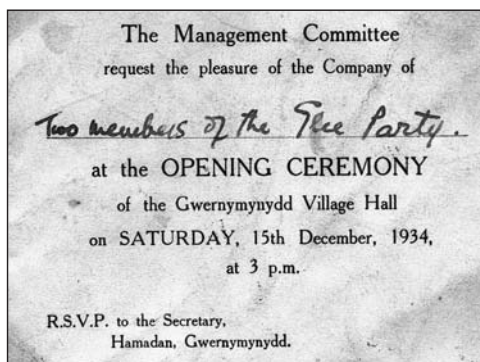 The Management Committee
request the pleasure of the Company of
Two members of the Glee Party.
at the OPENING CEREMONY
of the Gwernymynydd Village Hall
on SATURDAY, 15th December, 1934,
at 3 p.m.
R.S.V.P. to the Secretary,
Hamadan, Gwernymynydd.